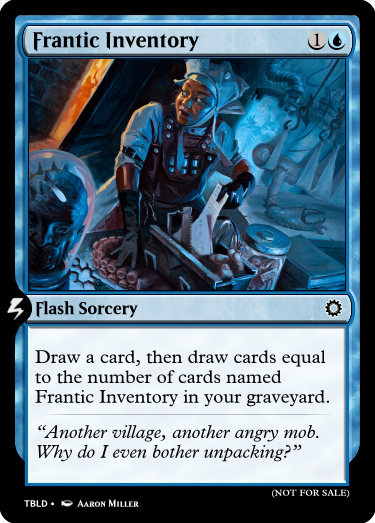 Frantic Inventory 1
Flash Sorcery
Draw a card, then draw cards equal
to the number of cards named
Frantic Inventory in your graveyard.
“Another village, another angry mob.
Why do I even bother unpacking?”
(NOT FOR SALE)
TBLD • Aaron Miller